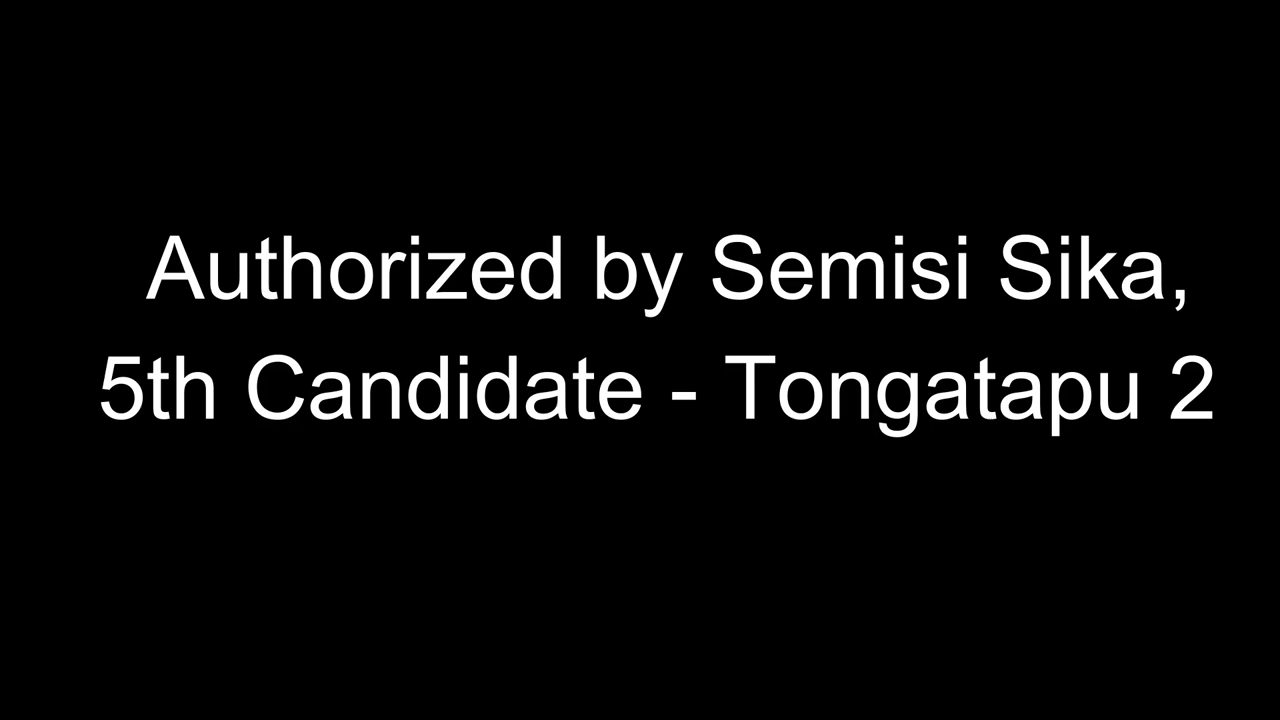 Authorized by Semisi Sika,
5th Candidate - Tongatapu 2